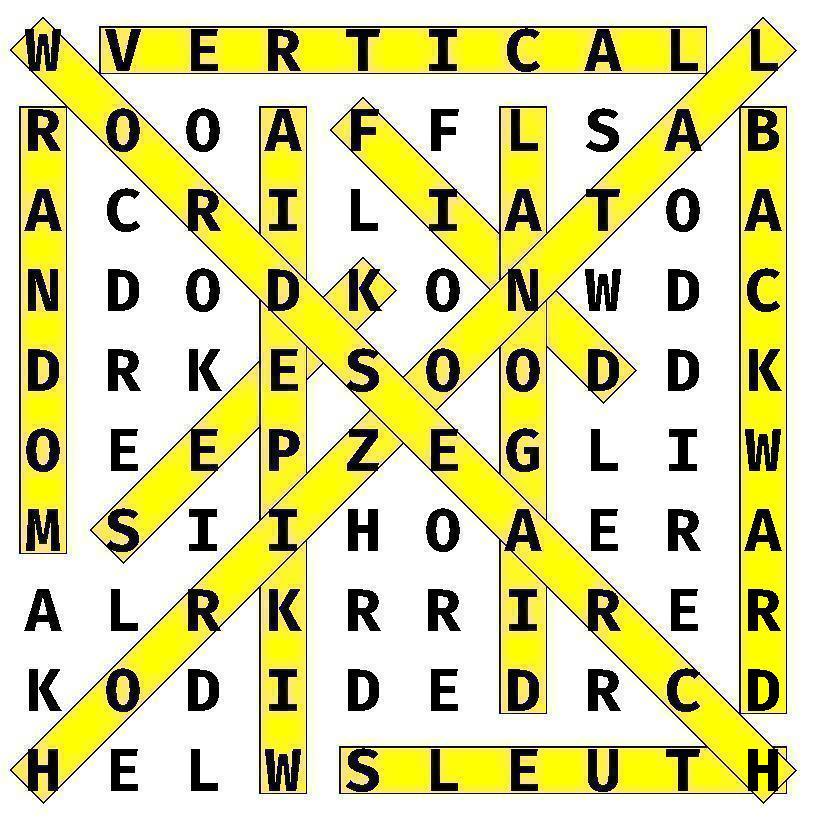 W V E R T I C A L L
R O O A F F L S A B
A C R I L I A T O A
N D O D K O N W D C
D R K E S O O D D K
O E E P Z E G L I W
M S I I H O A E R A
A L R K R R I R E R
K O D I D E D R C D
H E L W S L E U T H